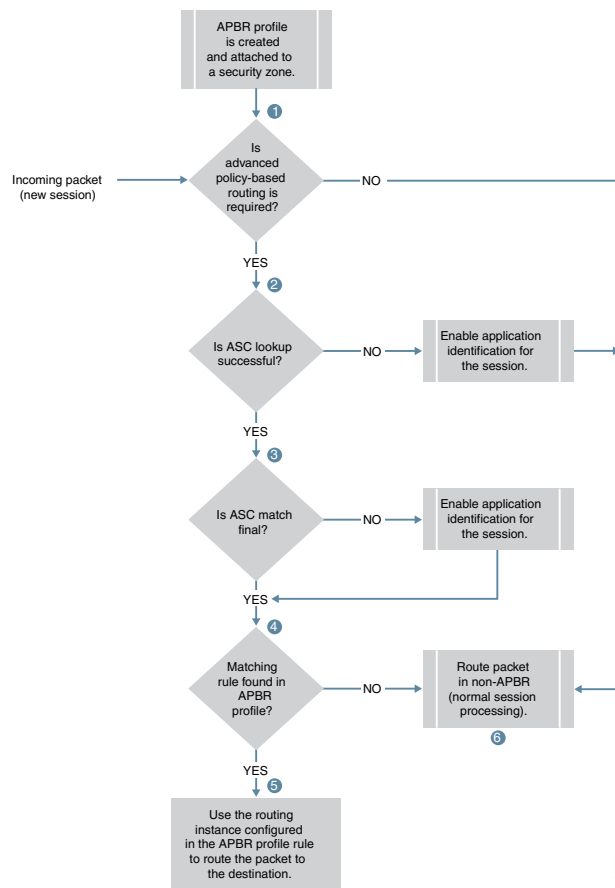 APBR profile
is created
and attached to
a security zone.
1
Is
advanced
policy-based
routing is
required?
Incoming packet
(new session)
NO
YES
2
Is ASC lookup
successful?
NO
Enable application
identification for
the session.
YES
3
Is ASC match
final?
NO
Enable application
identification for
the session.
YES
4
Matching
rule found in
APBR
profile?
NO
Route packet
in non-APBR
(normal session
processing).
6
YES
5
Use the routing
instance configured
in the APBR profile rule
to route the packet to
the destination.